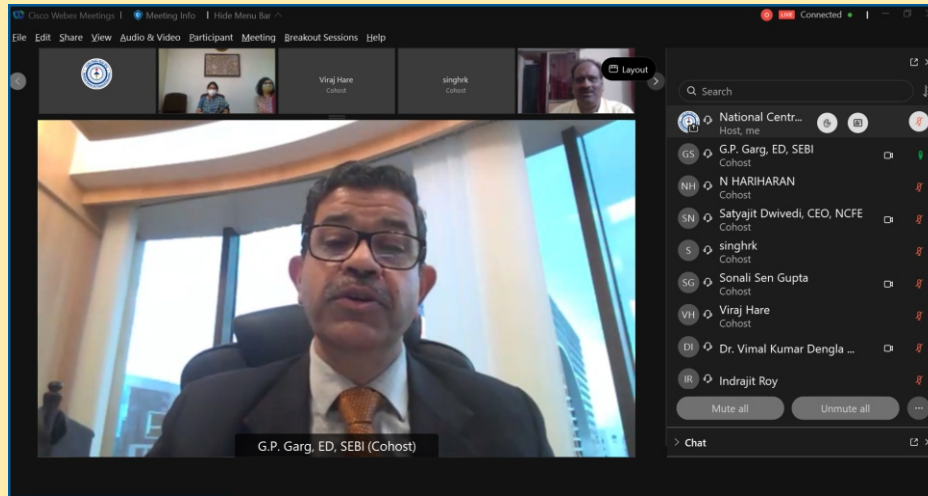 Cisco Webex Meetings | Meeting Info | Hide Menu Bar
LIVE Connected
File Edit Share View Audio & Video Participant Meeting Breakout Sessions Help
Viraj Hare
Cohost
singhrk
Cohost
Layout
G.P. Garg, ED, SEBI (Cohost)
Search
National Centr...
Host, me
GS G.P. Garg, ED, SEBI
Cohost
NH N HARIHARAN
Cohost
SN Satyajit Dwivedi, CEO, NCFE
Cohost
S singhrk
Cohost
SG Sonali Sen Gupta
Cohost
VH Viraj Hare
Cohost
DI Dr. Vimal Kumar Dengla ...
IR Indrajit Roy
Mute all Unmute all ...
Chat